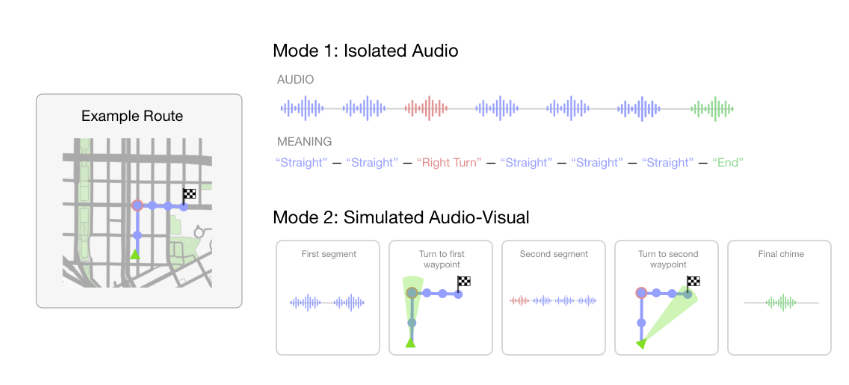 Example Route
Mode 1: Isolated Audio
AUDIO
MEANING
“Straight” — “Straight” — “Right Turn” — “Straight” — “Straight” — “Straight” — “End”
Mode 2: Simulated Audio-Visual
First segment
Turn to first
waypoint
Second segment
Turn to second
waypoint
Final chime